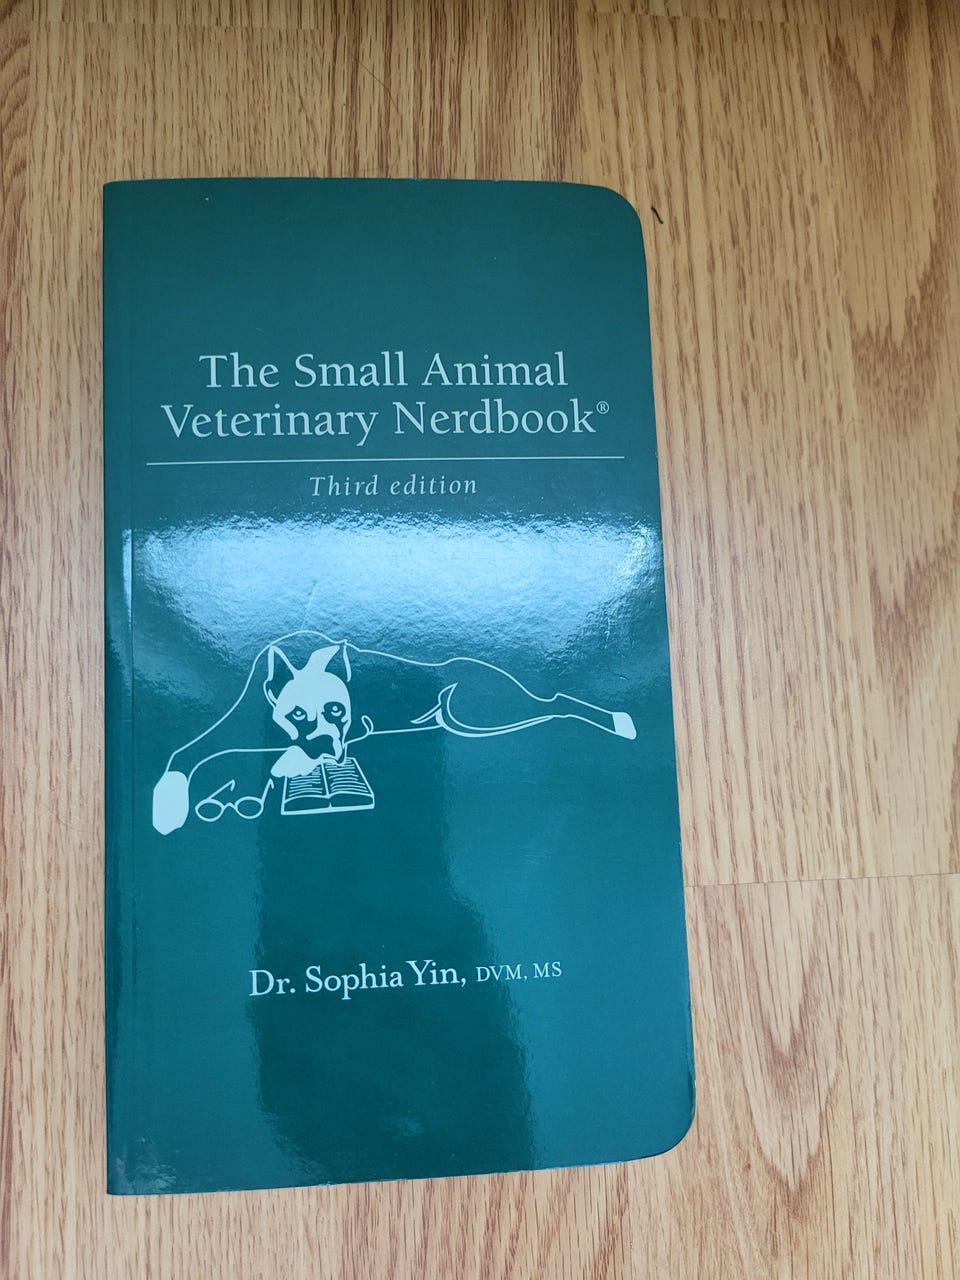 The Small Animal
Veterinary Nerdbook®
Third edition
Dr. Sophia Yin, DVM, MS